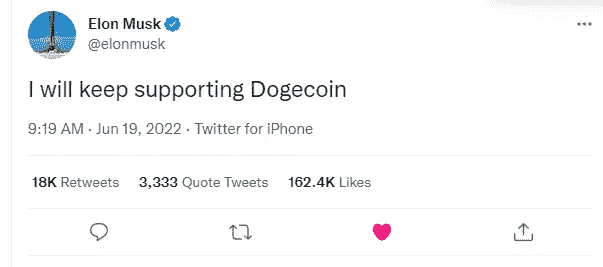 Elon Musk
@elonmusk
I will keep supporting Dogecoin
9:19 AM · Jun 19, 2022 · Twitter for iPhone
18K Retweets 3,333 Quote Tweets 162.4K Likes